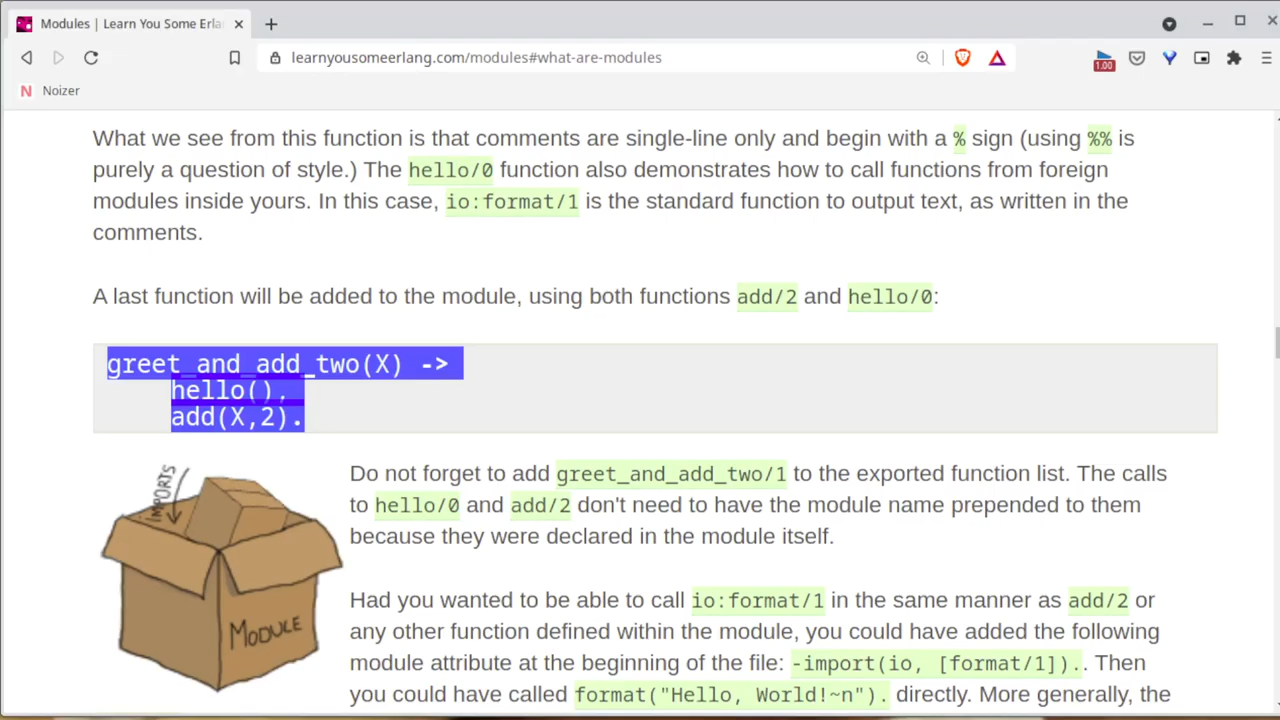 Modules | Learn You Some Erla
learnyousomeerlang.com/modules#what-are-modules
1.00
N Noizer
What we see from this function is that comments are single-line only and begin with a % sign (using %% is
purely a question of style.) The hello/0 function also demonstrates how to call functions from foreign
modules inside yours. In this case, io:format/1 is the standard function to output text, as written in the
comments.
A last function will be added to the module, using both functions add/2 and hello/0:
greet_and_add_two(X) ->
hello(),
add(X,2).
IMPORTS
MODULE
Do not forget to add greet_and_add_two/1 to the exported function list. The calls
to hello/0 and add/2 don't need to have the module name prepended to them
because they were declared in the module itself.
Had you wanted to be able to call io:format/1 in the same manner as add/2 or
any other function defined within the module, you could have added the following
module attribute at the beginning of the file: -import(io, [format/1]).. Then
you could have called format("Hello, World!~n"). directly. More generally, the